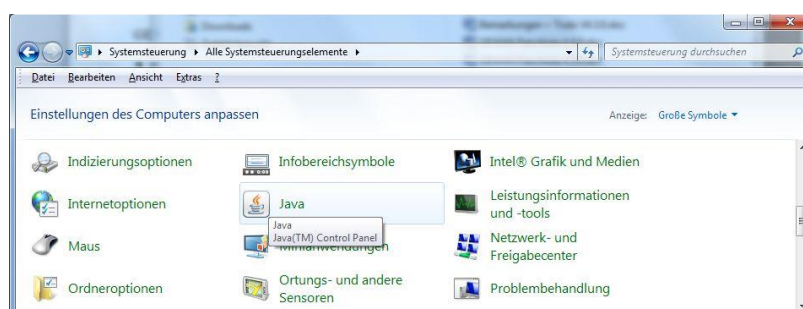 Downloads
Systemsteuerung ▸ Alle Systemsteuerungselemente ▸
Systemsteuerung durchsuchen
Datei Bearbeiten Ansicht Extras ?
Einstellungen des Computers anpassen
Anzeige: Große Symbole
Indizierungsoptionen
Infobereichsymbole
Intel® Grafik und Medien
Internetoptionen
Java
Leistungsinformationen
und -tools
Java
Java(TM) Control Panel
Maus
Minianwendungen
Netzwerk- und
Freigabecenter
Ordneroptionen
Ortungs- und andere
Sensoren
Problembehandlung